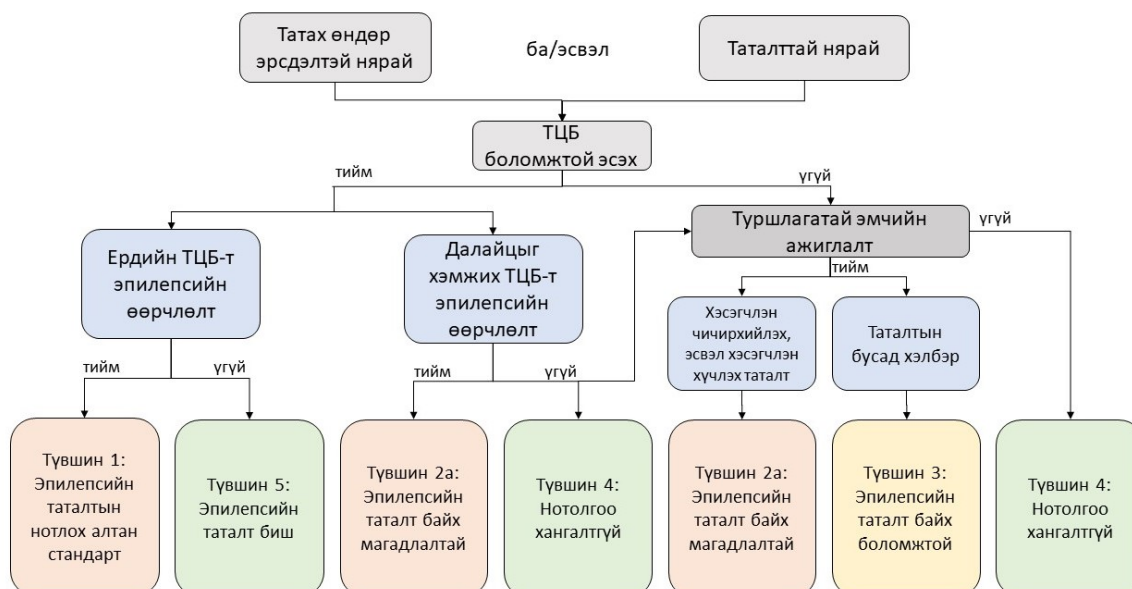 Татах өндөр
эрсдэлтэй нярай
ба/эсвэл
Таталттай нярай
ТЦБ
боломжтой эсэх
тийм
үгүй
Туршлагатай эмчийн
ажиглалт
үгүй
Ердийн ТЦБ-т
эпилепсийн
өөрчлөлт
Далайцыг
хэмжих ТЦБ-т
эпилепсийн
өөрчлөлт
тийм
Хэсэгчлэн
чичирхийлэх,
эсвэл хэсэгчлэн
хүчлэх таталт
Таталтын
бусад хэлбэр
тийм
үгүй
тийм
үгүй
Түвшин 1:
Эпилепсийн
таталтын
нотлох алтан
стандарт
Түвшин 5:
Эпилепсийн
таталт биш
Түвшин 2а:
Эпилепсийн
таталт байх
магадлалтай
Түвшин 4:
Нотолгоо
хангалтгүй
Түвшин 2а:
Эпилепсийн
таталт байх
магадлалтай
Түвшин 3:
Эпилепсийн
таталт байх
боломжтой
Түвшин 4:
Нотолгоо
хангалтгүй